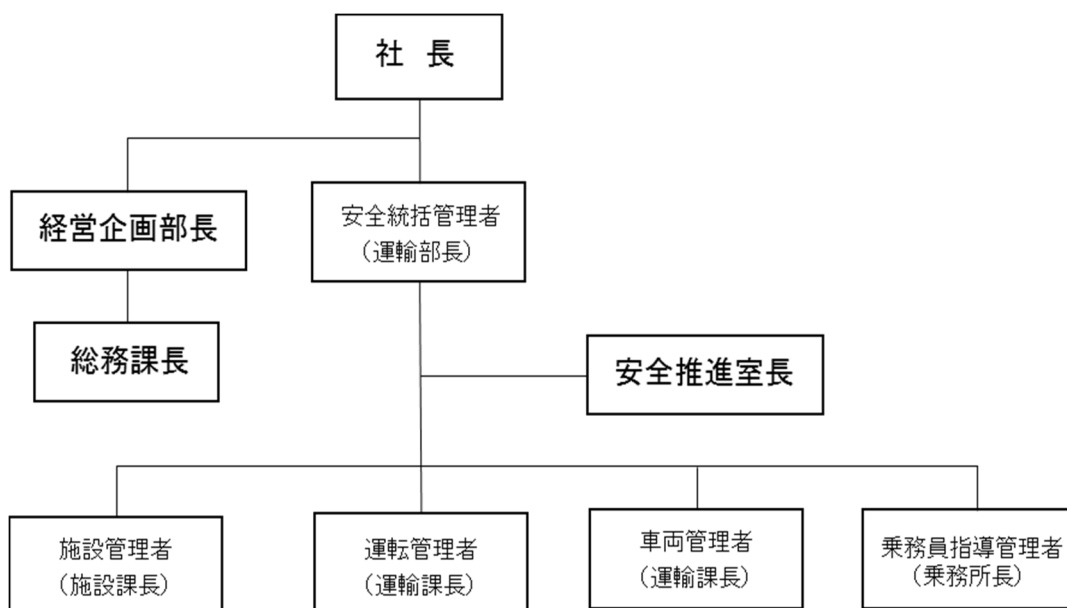 社 長
経営企画部長
安全統括管理者
（運輸部長）
総務課長
安全推進室長
施設管理者
（施設課長）
運転管理者
（運輸課長）
車両管理者
（運輸課長）
乗務員指導管理者
（乗務所長）